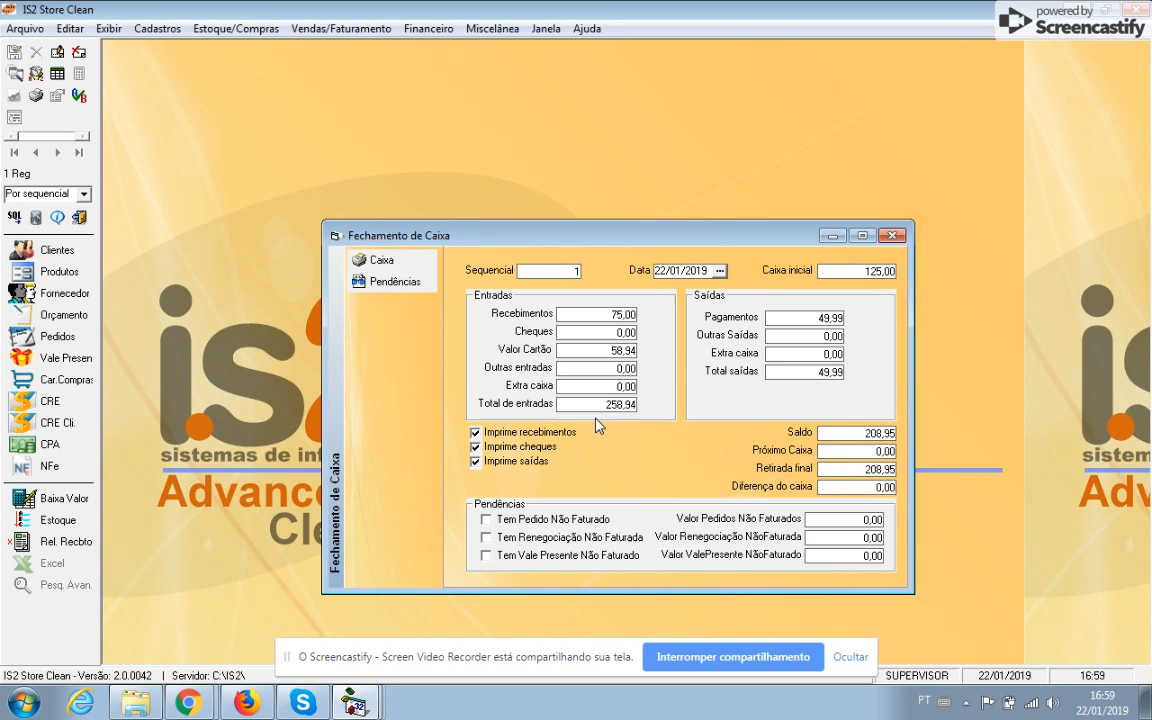 IS2 Store Clean
powered by
Screencastify
Arquivo Editar Exibir Cadastros Estoque/Compras Vendas/Faturamento Financeiro Miscelânea Janela Ajuda
1 Reg
Por sequencial
SQL
Clientes
Produtos
Fornecedor
Orçamento
Pedidos
Vale Presen
Car.Compras
CRE
CRE Cli.
CPA
NFe
Baixa Valor
Estoque
Rel. Recbto
Excel
Pesq. Avan.
is2
sistemas de inf
Advanc
Cle
is
sistem
Adv
Fechamento de Caixa
Caixa
Pendências
Fechamento de Caixa
Sequencial 1 Data 22/01/2019 ... Caixa inicial 125,00
Entradas
Recebimentos 75,00
Cheques 0,00
Valor Cartão 58,94
Outras entradas 0,00
Extra caixa 0,00
Total de entradas 258,94
Saídas
Pagamentos 49,99
Outras Saídas 0,00
Extra caixa 0,00
Total saídas 49,99
Imprime recebimentos
Imprime cheques
Imprime saídas
Saldo 208,95
Próximo Caixa 0,00
Retirada final 208,95
Diferença do caixa 0,00
Pendências
Tem Pedido Não Faturado Valor Pedidos Não Faturados 0,00
Tem Renegociação Não Faturada Valor Renegociação NãoFaturada 0,00
Tem Vale Presente Não Faturado Valor ValePresente NãoFaturado 0,00
O Screencastify - Screen Video Recorder está compartilhando sua tela. Interromper compartilhamento Ocultar
IS2 Store Clean - Versão: 2.0.0042 | Servidor: C:\IS2\ SUPERVISOR 22/01/2019 16:59
PT
16:59
22/01/2019